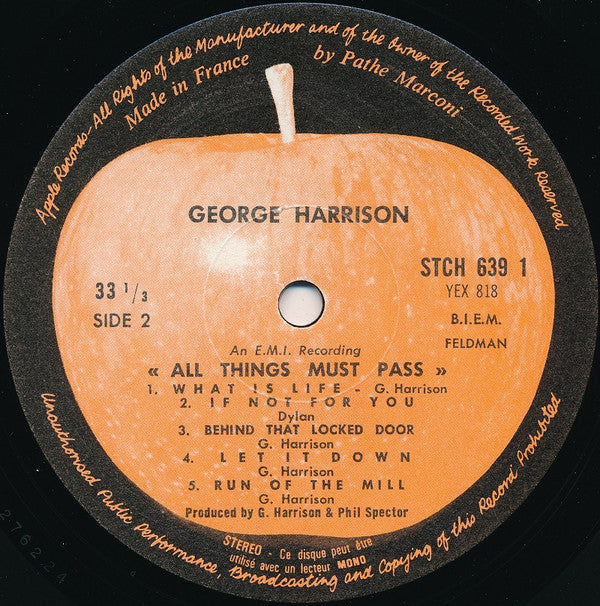 Apple Records - All Rights of the Manufacturer and of the Owner of the Recorded Work Reserved
Made in France by Pathe Marconi
GEORGE HARRISON
33 1/3
SIDE 2
STCH 639 1
YEX 818
B.I.E.M.
FELDMAN
An E.M.I. Recording
« ALL THINGS MUST PASS »
1. WHAT IS LIFE - G. Harrison
2. IF NOT FOR YOU
Dylan
3. BEHIND THAT LOCKED DOOR
G. Harrison
4. LET IT DOWN
G. Harrison
5. RUN OF THE MILL
G. Harrison
Produced by G. Harrison & Phil Spector
STEREO - Ce disque peut être
utilisé avec un lecteur MONO
Unauthorised Public Performance, Broadcasting and Copying of this Record Prohibited
276224